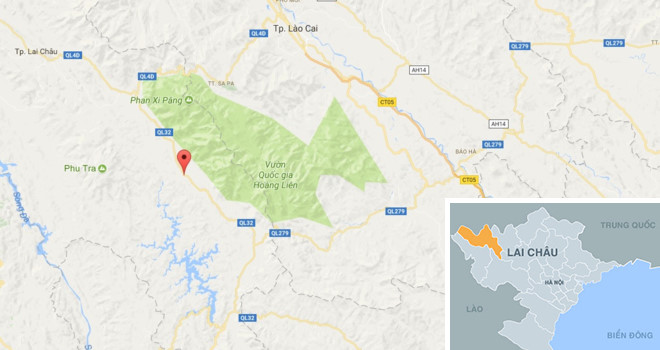 Tp. Lào Cai
QL4D
QL279
Tp. Lai Châu
AH14
QL4D
TT. SA PA
Phan Xi Păng
CT05
AH14
QL32
QL279
BẢO HÀ
Vườn
Quốc gia
Hoàng Liên
Phu Tra
CT05
Sông Đà
QL279
QL32
QL279
QL32
TRUNG QUỐC
LAI CHÂU
HÀ NỘI
LÀO
BIỂN ĐÔNG